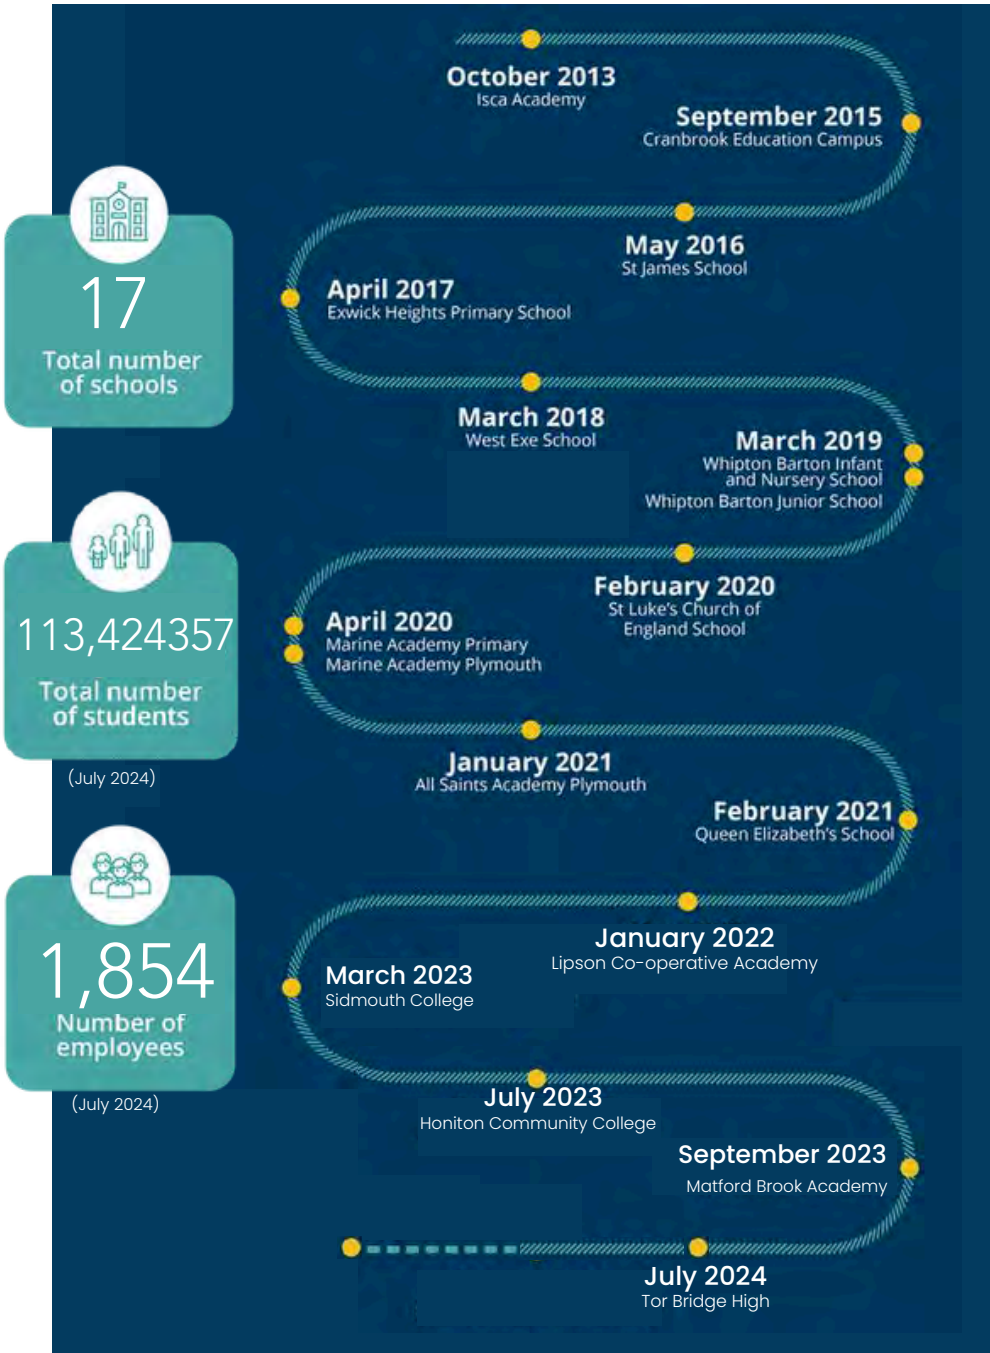 October 2013
Isca Academy
September 2015
Cranbrook Education Campus
May 2016
St James School
April 2017
Exwick Heights Primary School
March 2018
West Exe School
March 2019
Whipton Barton Infant
and Nursery School
Whipton Barton Junior School
February 2020
St Luke's Church of
England School
April 2020
Marine Academy Primary
Marine Academy Plymouth
January 2021
All Saints Academy Plymouth
February 2021
Queen Elizabeth's School
January 2022
Lipson Co-operative Academy
March 2023
Sidmouth College
July 2023
Honiton Community College
September 2023
Matford Brook Academy
July 2024
Tor Bridge High
17
Total number
of schools
113,424357
Total number
of students
(July 2024)
1,854
Number of
employees
(July 2024)